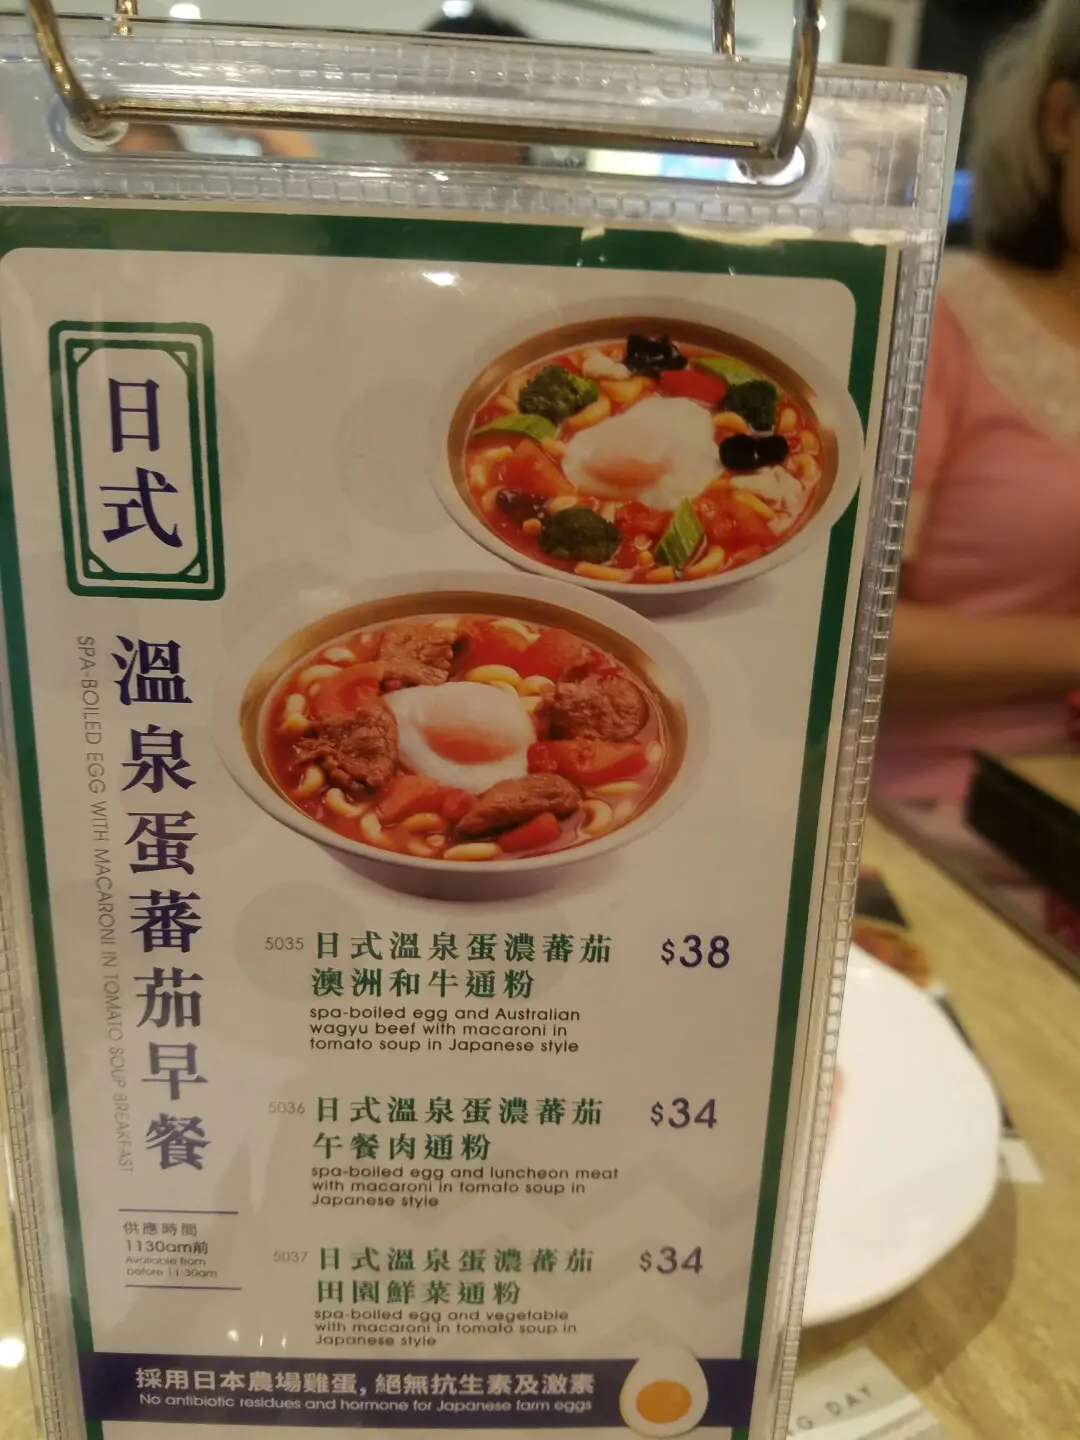 日式
溫泉蛋蕃茄早餐
SPA-BOILED EGG WITH MACARONI IN TOMATO SOUP BREAKFAST
5035 日式溫泉蛋濃蕃茄 $38
澳洲和牛通粉
spa-boiled egg and Australian
wagyu beef with macaroni in
tomato soup in Japanese style
5036 日式溫泉蛋濃蕃茄 $34
午餐肉通粉
spa-boiled egg and luncheon meat
with macaroni in tomato soup in
Japanese style
5037 日式溫泉蛋濃蕃茄 $34
田園鮮菜通粉
spa-boiled egg and vegetable
with macaroni in tomato soup in
Japanese style
供應時間
1130am前
Available from
before 11:30am
採用日本農場雞蛋, 絕無抗生素及激素
No antibiotic residues and hormone for Japanese farm eggs
G DAY